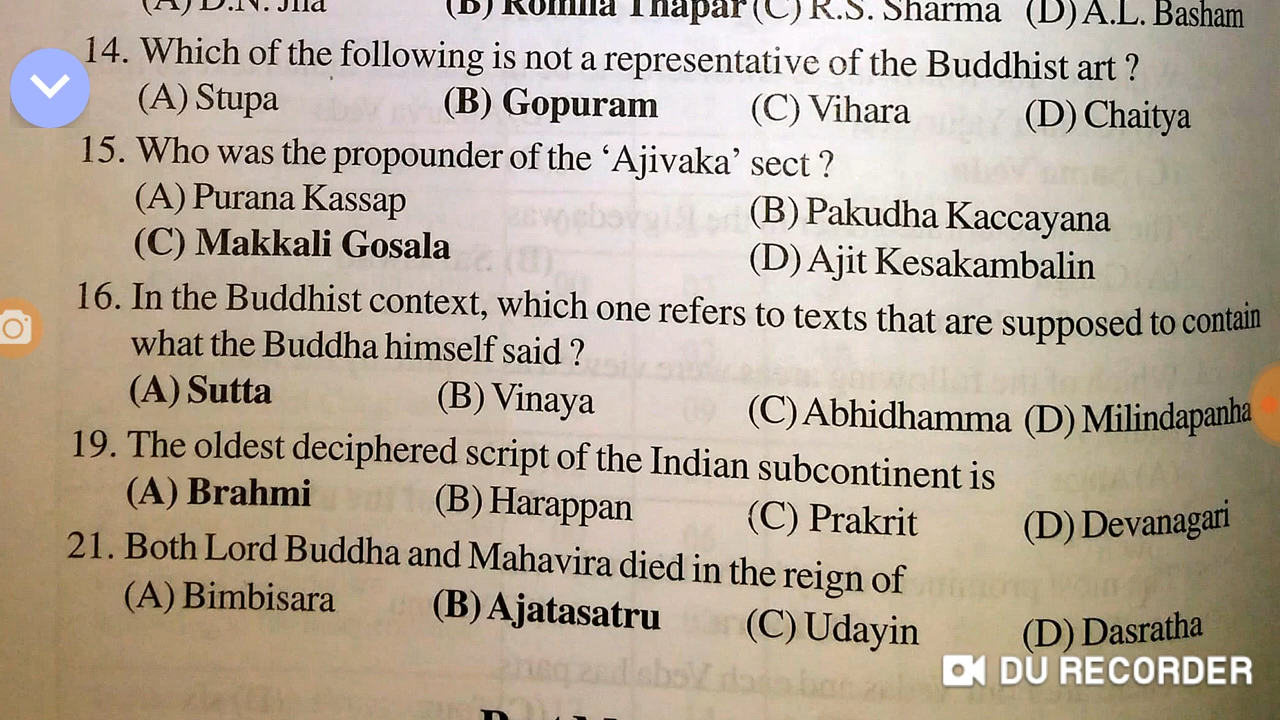 (A) D.N. Jha (B) Romila Thapar (C) R.S. Sharma (D) A.L. Basham
14. Which of the following is not a representative of the Buddhist art ?
(A) Stupa (B) Gopuram (C) Vihara (D) Chaitya
15. Who was the propounder of the ‘Ajivaka’ sect ?
(A) Purana Kassap (B) Pakudha Kaccayana
(C) Makkali Gosala (D) Ajit Kesakambalin
16. In the Buddhist context, which one refers to texts that are supposed to contain
what the Buddha himself said ?
(A) Sutta (B) Vinaya (C) Abhidhamma (D) Milindapanha
19. The oldest deciphered script of the Indian subcontinent is
(A) Brahmi (B) Harappan (C) Prakrit (D) Devanagari
21. Both Lord Buddha and Mahavira died in the reign of
(A) Bimbisara (B) Ajatasatru (C) Udayin (D) Dasratha
DU RECORDER